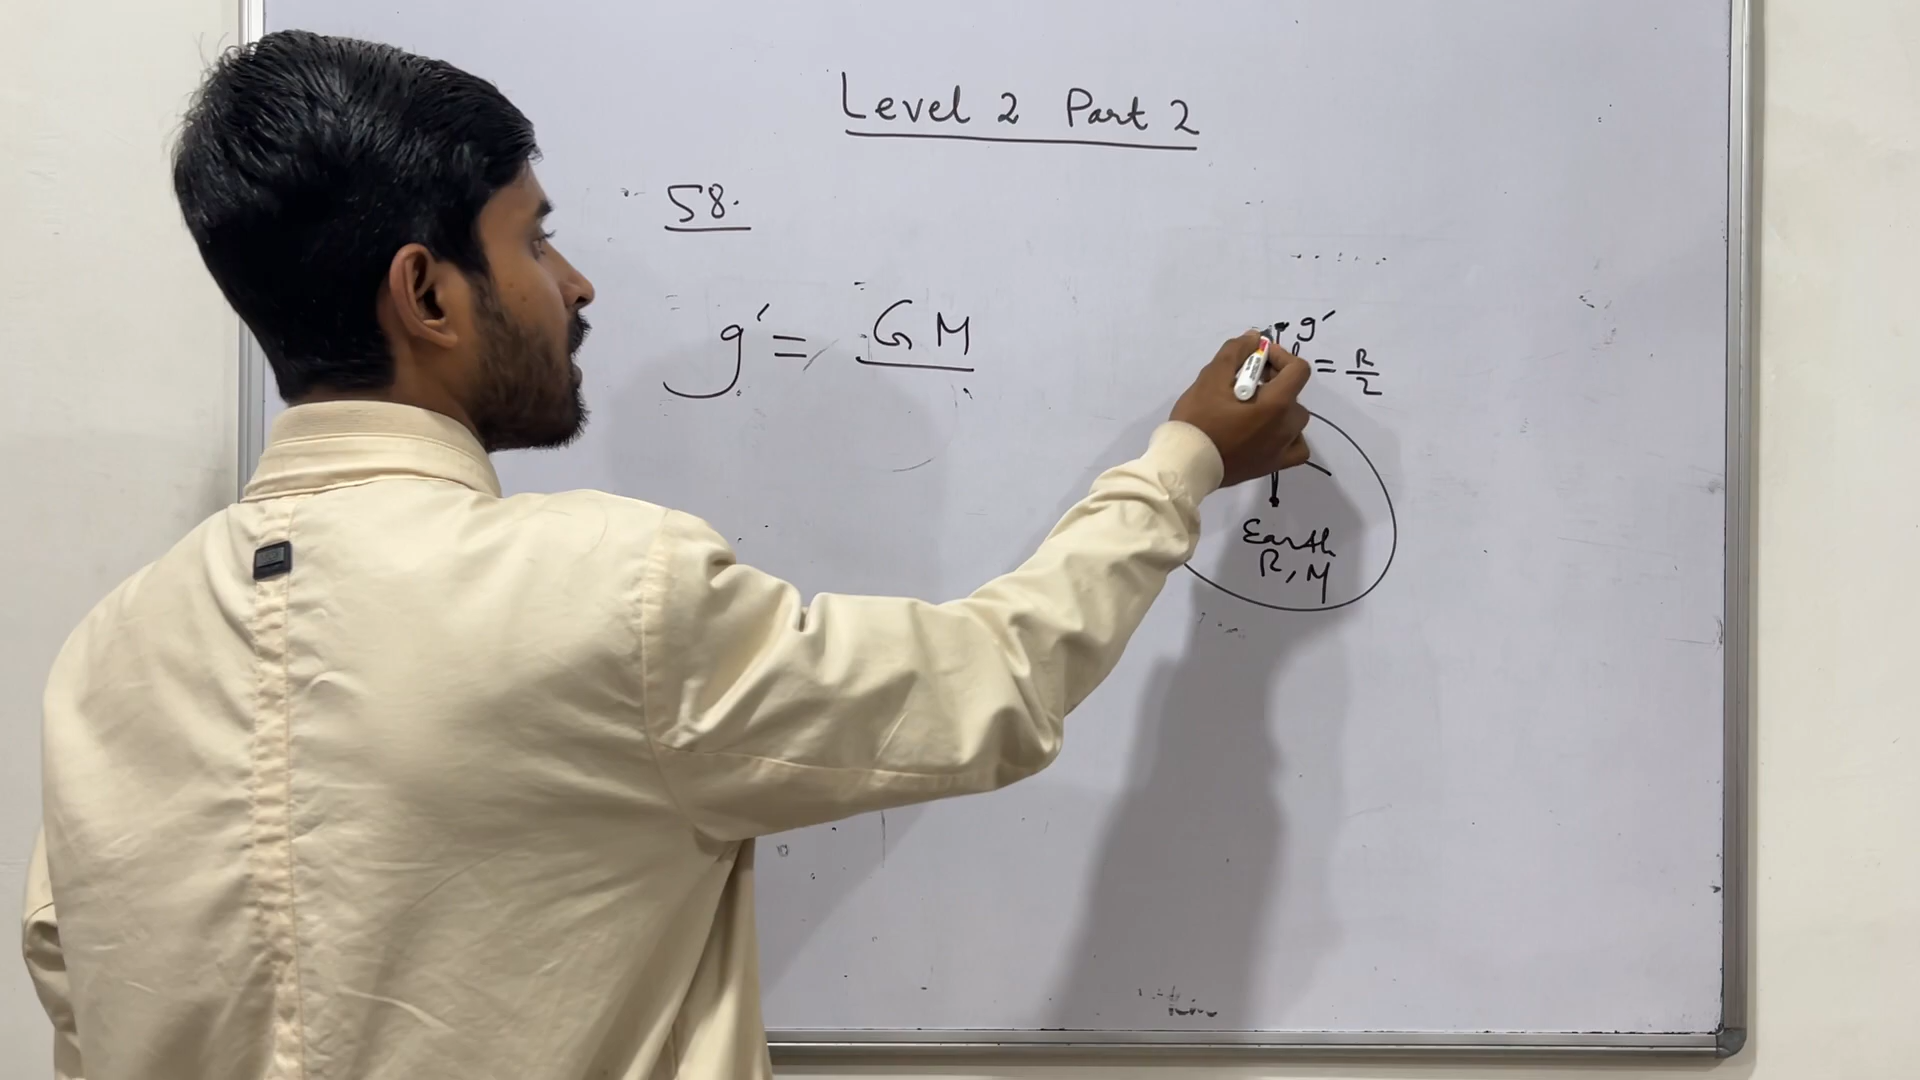 Level 2 Part 2
58.
g' = GM
g'
= R/2
Earth
R, M